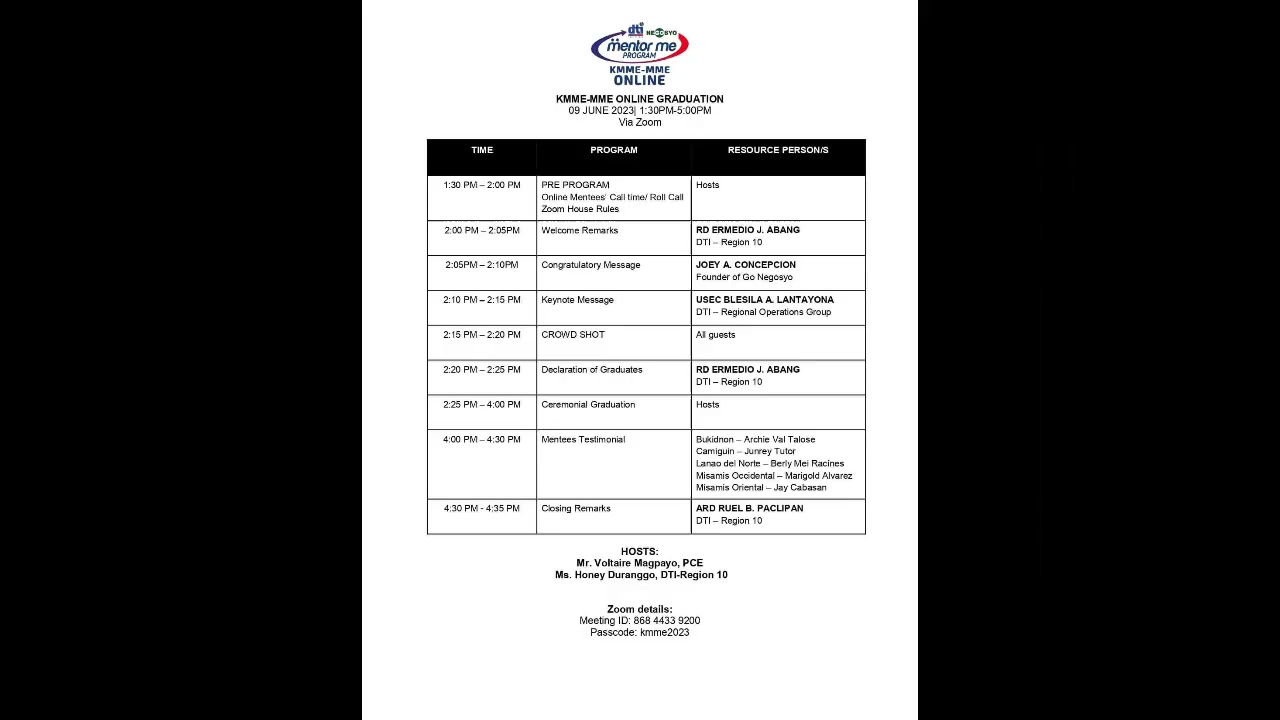 dti NEGOSYO
mentor me
PROGRAM
KMME-MME
ONLINE
KMME-MME ONLINE GRADUATION
09 JUNE 2023| 1:30PM-5:00PM
Via Zoom
TIME PROGRAM RESOURCE PERSON/S
1:30 PM – 2:00 PM PRE PROGRAM Hosts
Online Mentees' Call time/ Roll Call
Zoom House Rules
2:00 PM – 2:05PM Welcome Remarks RD ERMEDIO J. ABANG
DTI – Region 10
2:05PM – 2:10PM Congratulatory Message JOEY A. CONCEPCION
Founder of Go Negosyo
2:10 PM – 2:15 PM Keynote Message USEC BLESILA A. LANTAYONA
DTI – Regional Operations Group
2:15 PM – 2:20 PM CROWD SHOT All guests
2:20 PM – 2:25 PM Declaration of Graduates RD ERMEDIO J. ABANG
DTI – Region 10
2:25 PM – 4:00 PM Ceremonial Graduation Hosts
4:00 PM – 4:30 PM Mentees Testimonial Bukidnon – Archie Val Talose
Camiguin – Junrey Tutor
Lanao del Norte – Berly Mei Racines
Misamis Occidental – Marigold Alvarez
Misamis Oriental – Jay Cabasan
4:30 PM - 4:35 PM Closing Remarks ARD RUEL B. PACLIPAN
DTI – Region 10
HOSTS:
Mr. Voltaire Magpayo, PCE
Ms. Honey Duranggo, DTI-Region 10
Zoom details:
Meeting ID: 868 4433 9200
Passcode: kmme2023